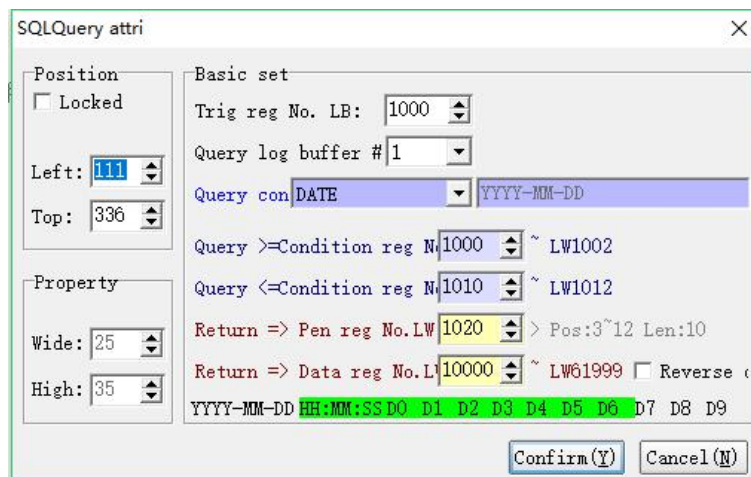 SQLQuery attri
Position
Locked
Left: 111
Top: 336
Property
Wide: 25
High: 35
Basic set
Trig reg No. LB: 1000
Query log buffer # 1
Query con DATE YYYY-MM-DD
Query >=Condition reg N 1000 ~ LW1002
Query <=Condition reg N 1010 ~ LW1012
Return => Pen reg No.LW 1020 > Pos:3~12 Len:10
Return => Data reg No.L 10000 ~ LW61999 Reverse
YYYY-MM-DD HH:MM:SS D0 D1 D2 D3 D4 D5 D6 D7 D8 D9
Confirm(Y) Cancel(N)